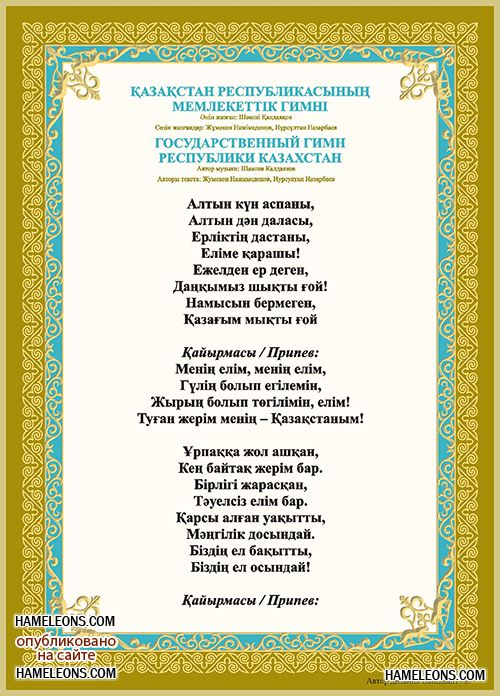 ҚАЗАҚСТАН РЕСПУБЛИКАСЫНЫҢ
МЕМЛЕКЕТТІК ГИМНІ
Әнін жазған: Шәмші Қалдаяқов
Сөзін жазғандар: Жұмекен Нәжімеденов, Нұрсұлтан Назарбаев
ГОСУДАРСТВЕННЫЙ ГИМН
РЕСПУБЛИКИ КАЗАХСТАН
Автор музыки: Шамши Калдаяков
Авторы текста: Жумекен Нажимеденов, Нурсултан Назарбаев
Алтын күн аспаны,
Алтын дән даласы,
Ерліктің дастаны,
Еліме қарашы!
Ежелден ер деген,
Даңқымыз шықты ғой!
Намысын бермеген,
Қазағым мықты ғой
Қайырмасы / Припев:
Менің елім, менің елім,
Гүлің болып егілемін,
Жырың болып төгілімін, елім!
Туған жерім менің – Қазақстаным!
Ұрпаққа жол ашқан,
Кең байтақ жерім бар.
Бірлігі жарасқан,
Тәуелсіз елім бар.
Қарсы алған уақытты,
Мәңгілік досындай.
Біздің ел бақытты,
Біздің ел осындай!
Қайырмасы / Припев:
HAMELEONS.COM
опубликовано
на сайте
HAMELEONS.COM
HAMELEONS.COM
Автор